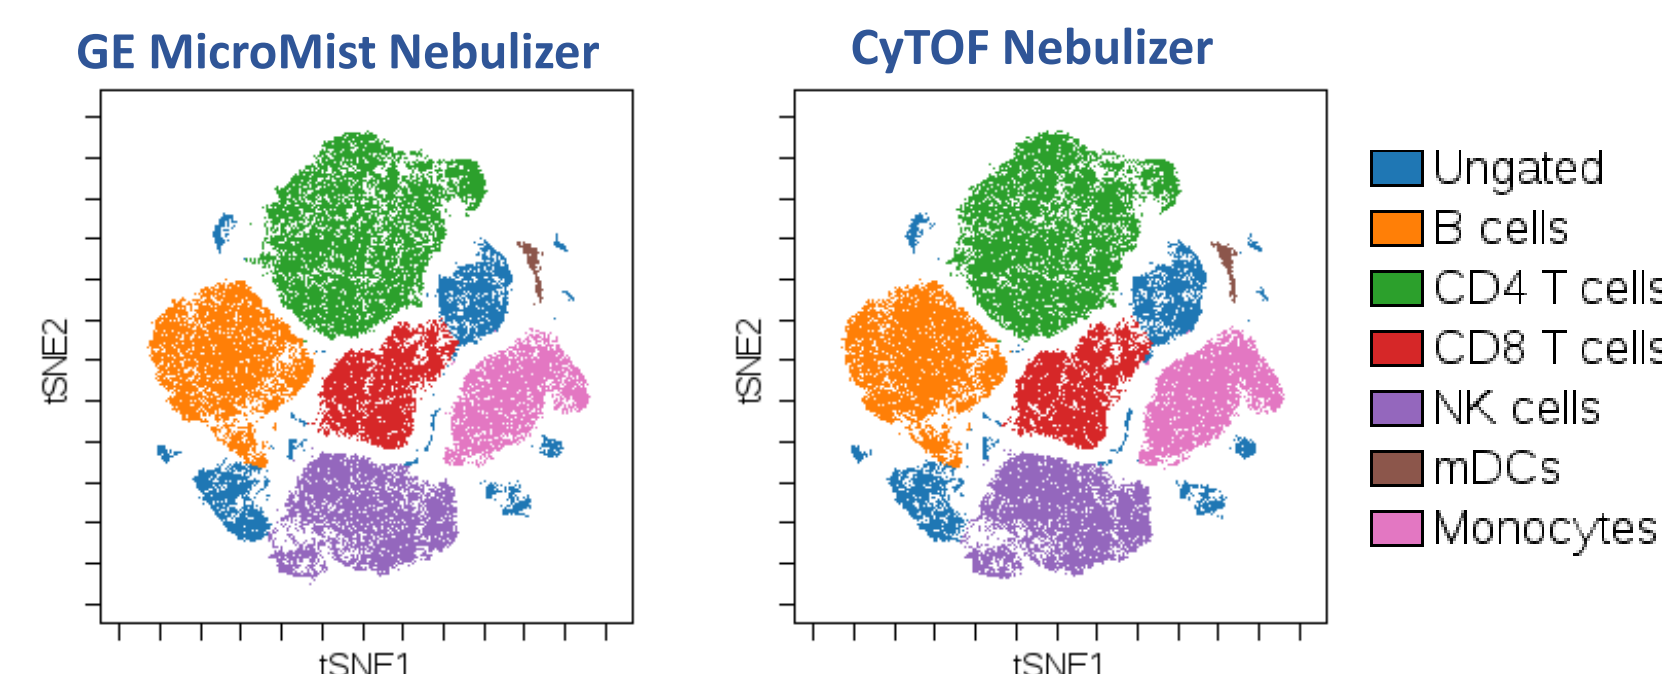 GE MicroMist Nebulizer
CyTOF Nebulizer
tSNE2
tSNE1
tSNE2
tSNE1
Ungated
B cells
CD4 T cells
CD8 T cells
NK cells
mDCs
Monocytes